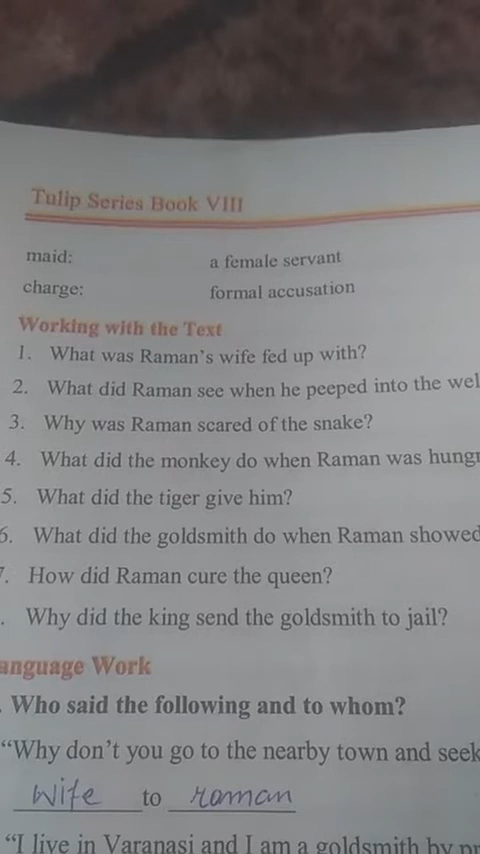 Tulip Series Book VIII
maid: a female servant
charge: formal accusation
Working with the Text
1. What was Raman's wife fed up with?
2. What did Raman see when he peeped into the wel
3. Why was Raman scared of the snake?
4. What did the monkey do when Raman was hungr
5. What did the tiger give him?
6. What did the goldsmith do when Raman showed
7. How did Raman cure the queen?
. Why did the king send the goldsmith to jail?
anguage Work
. Who said the following and to whom?
“Why don't you go to the nearby town and seek
Wife to raman
“I live in Varanasi and I am a goldsmith by pr